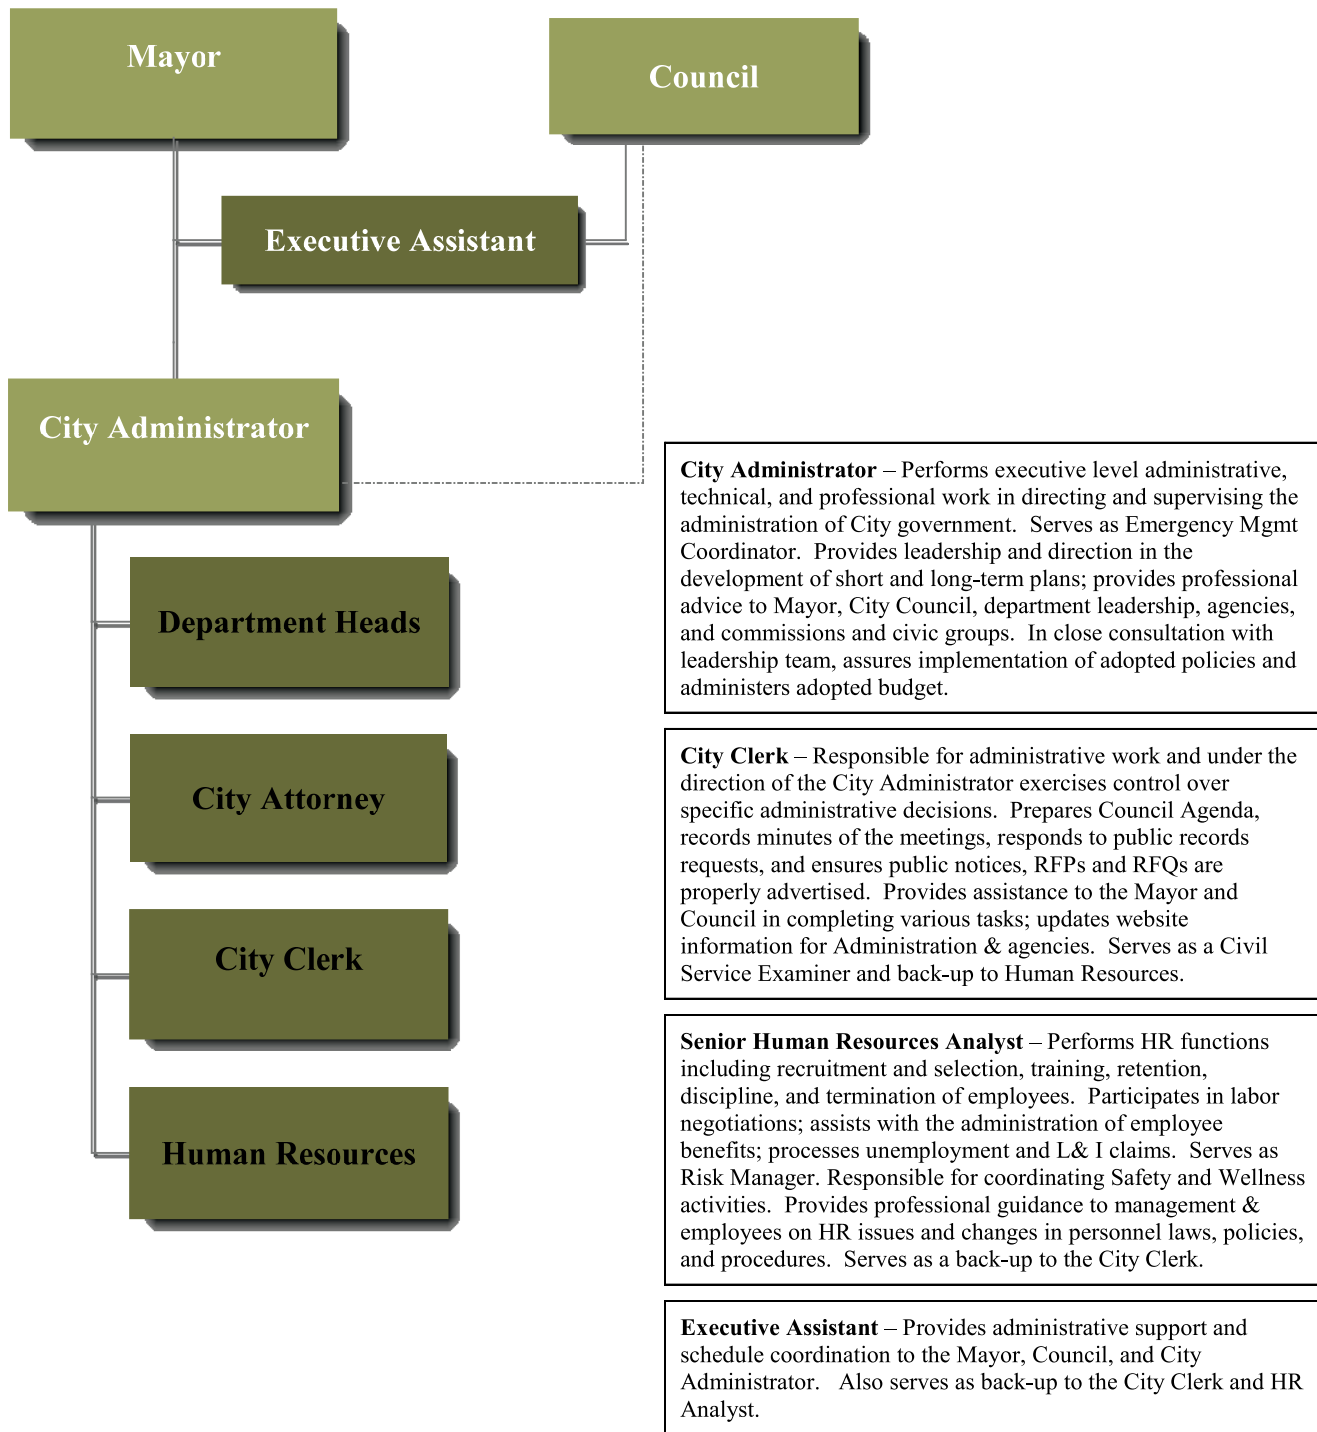 Mayor
Council
Executive Assistant
City Administrator
Department Heads
City Attorney
City Clerk
Human Resources
City Administrator – Performs executive level administrative,
technical, and professional work in directing and supervising the
administration of City government.  Serves as Emergency Mgmt
Coordinator.  Provides leadership and direction in the
development of short and long-term plans; provides professional
advice to Mayor, City Council, department leadership, agencies,
and commissions and civic groups.  In close consultation with
leadership team, assures implementation of adopted policies and
administers adopted budget.
City Clerk – Responsible for administrative work and under the
direction of the City Administrator exercises control over
specific administrative decisions.  Prepares Council Agenda,
records minutes of the meetings, responds to public records
requests, and ensures public notices, RFPs and RFQs are
properly advertised.  Provides assistance to the Mayor and
Council in completing various tasks; updates website
information for Administration & agencies.  Serves as a Civil
Service Examiner and back-up to Human Resources.
Senior Human Resources Analyst – Performs HR functions
including recruitment and selection, training, retention,
discipline, and termination of employees.  Participates in labor
negotiations; assists with the administration of employee
benefits; processes unemployment and L& I claims.  Serves as
Risk Manager. Responsible for coordinating Safety and Wellness
activities.  Provides professional guidance to management &
employees on HR issues and changes in personnel laws, policies,
and procedures.  Serves as a back-up to the City Clerk.
Executive Assistant – Provides administrative support and
schedule coordination to the Mayor, Council, and City
Administrator.   Also serves as back-up to the City Clerk and HR
Analyst.